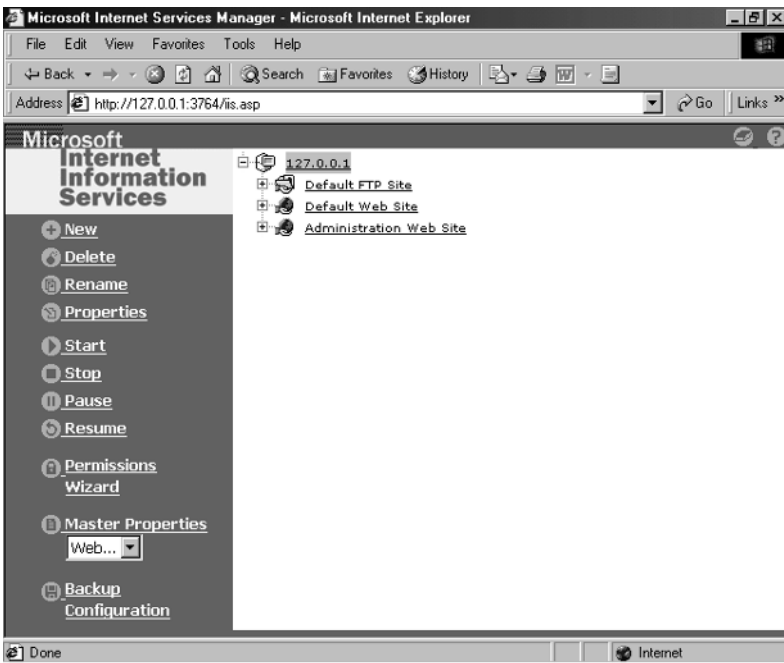 Microsoft Internet Services Manager - Microsoft Internet Explorer
File Edit View Favorites Tools Help
Back Search Favorites History
Address http://127.0.0.1:3764/iis.asp Go Links »
Microsoft
Internet
Information
Services
New
Delete
Rename
Properties
Start
Stop
Pause
Resume
Permissions
Wizard
Master Properties
Web...
Backup
Configuration
127.0.0.1
Default FTP Site
Default Web Site
Administration Web Site
Done Internet